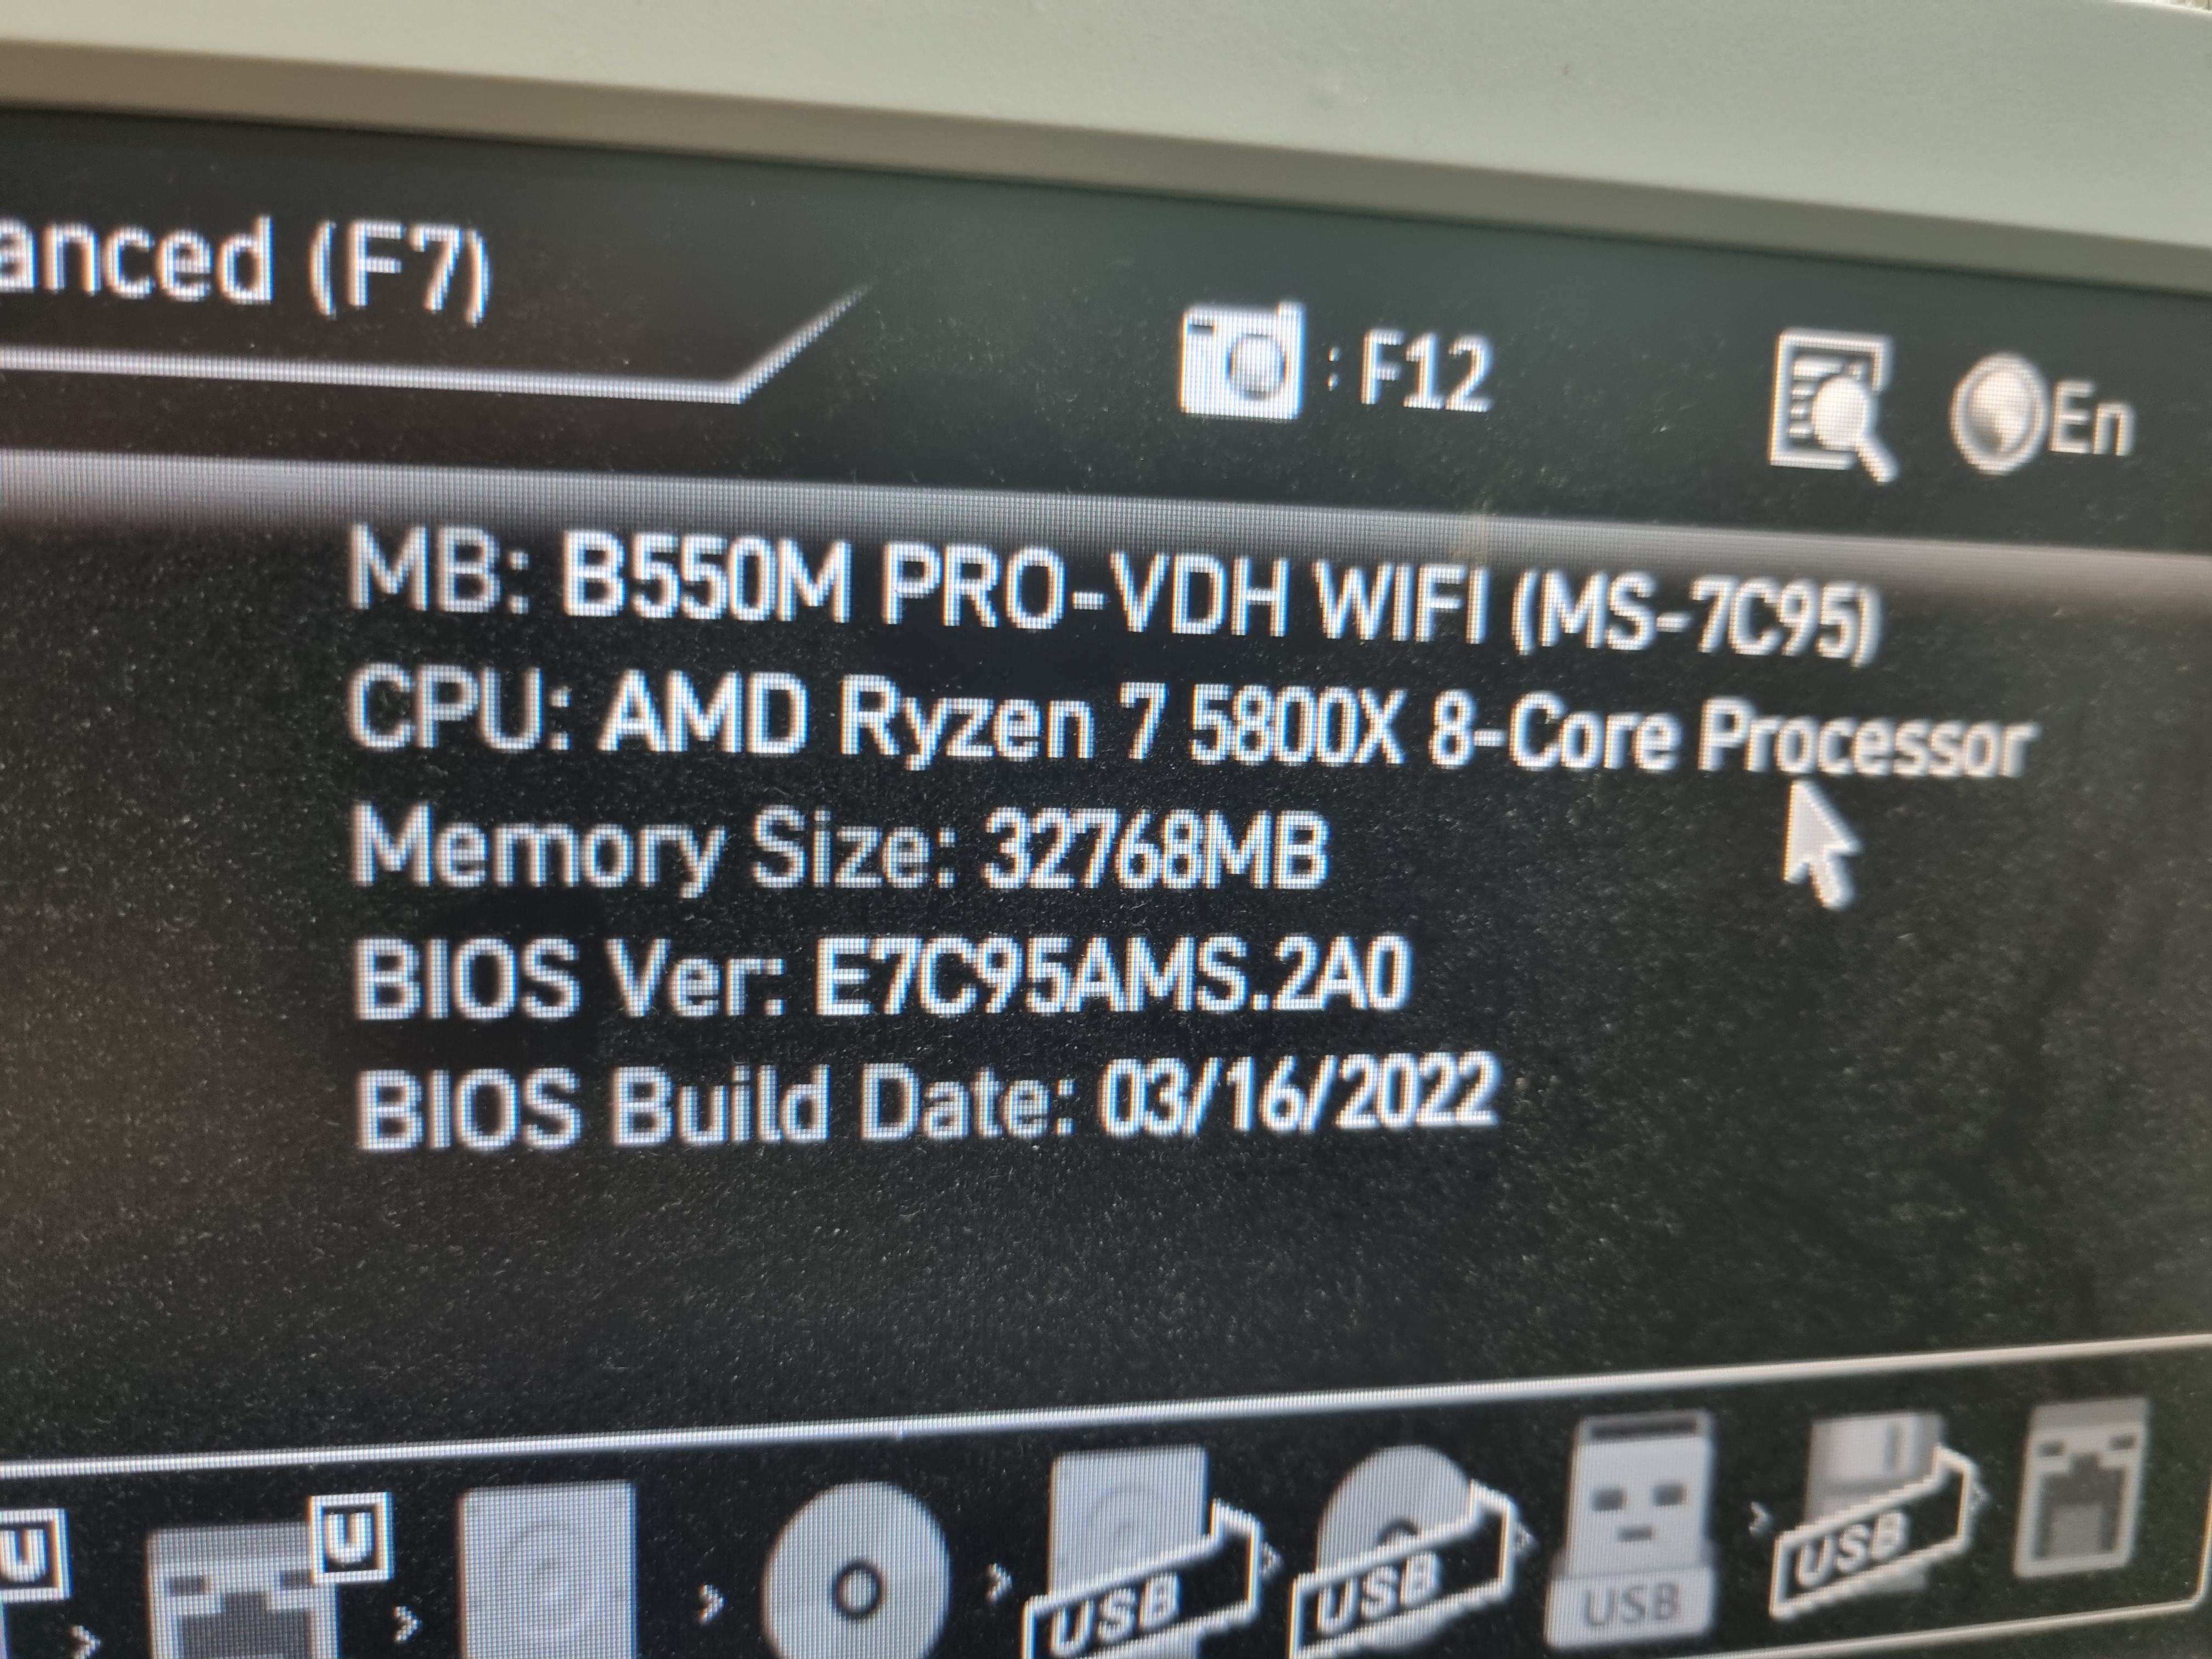 anced (F7)
: F12
En
MB: B550M PRO-VDH WIFI (MS-7C95)
CPU: AMD Ryzen 7 5800X 8-Core Processor
Memory Size: 32768MB
BIOS Ver: E7C95AMS.2A0
BIOS Build Date: 03/16/2022
U
U
USB
USB
USB
USB